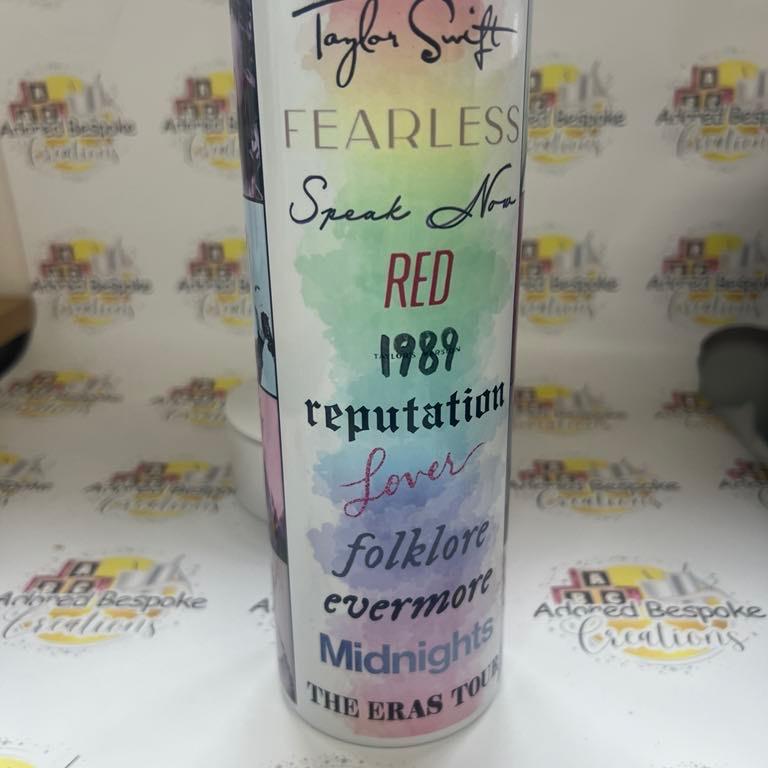 Taylor Swift
FEARLESS
Speak Now
RED
1989
TAYLOR'S VERSION
reputation
Lover
folklore
evermore
Midnights
THE ERAS TOUR
Adored Bespoke
Creations